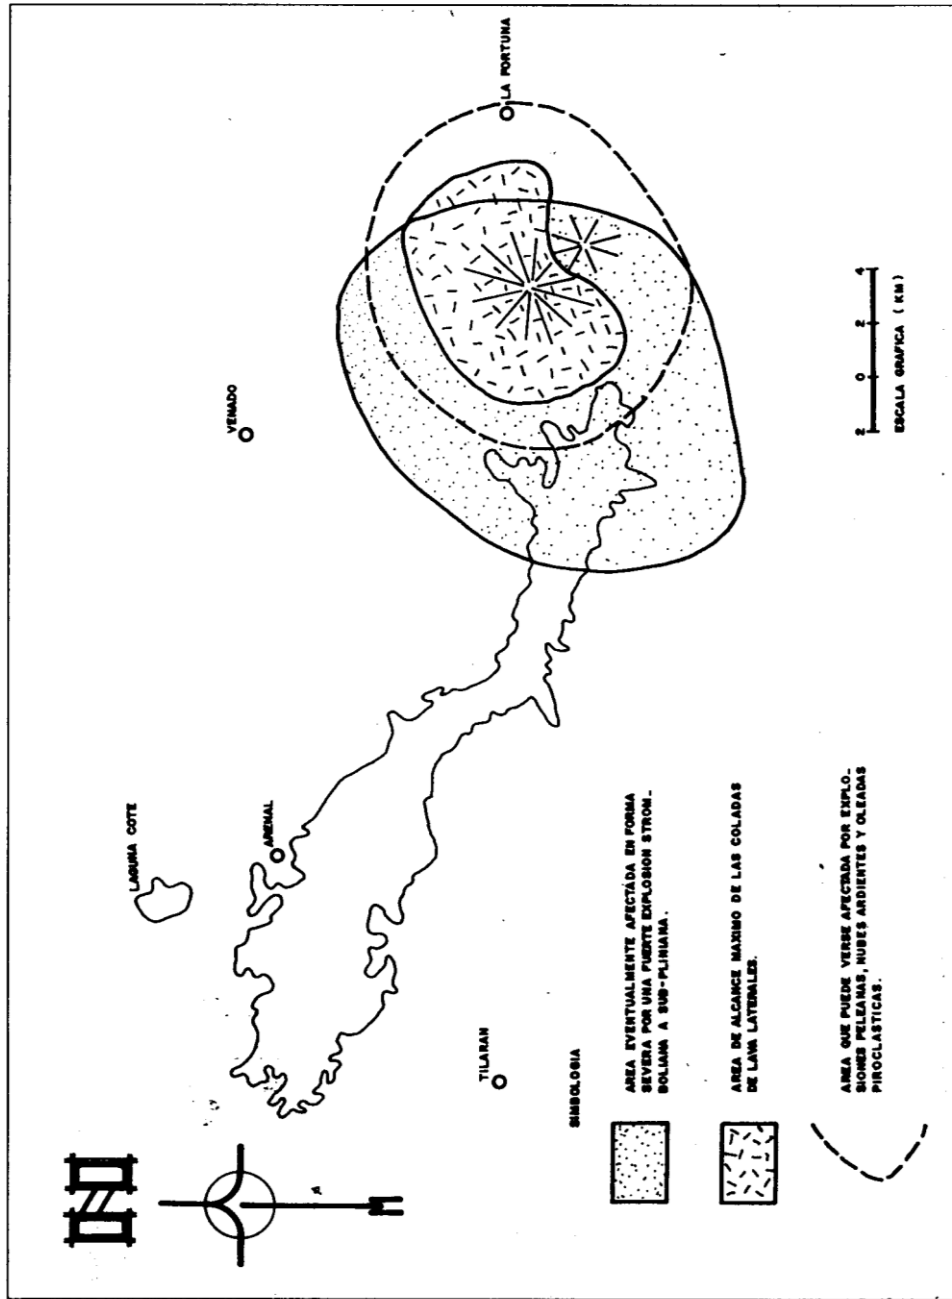 LAGUNA COTE
VENADO
ARENAL
LA FORTUNA
TILARAN
SIMBOLOGIA
AREA EVENTUALMENTE AFECTADA EN FORMA
SEVERA POR UNA FUERTE EXPLOSION STROM-
BOLIANA A SUB-PLINIANA.
AREA DE ALCANCE MAXIMO DE LAS COLADAS
DE LAVA LATERALES.
AREA QUE PUEDE VERSE AFECTADA POR EXPLO-
SIONES PELEANAS, NUBES ARDIENTES Y OLEADAS
PIROCLASTICAS.
2 0 2 4
ESCALA GRAFICA (KM)
N